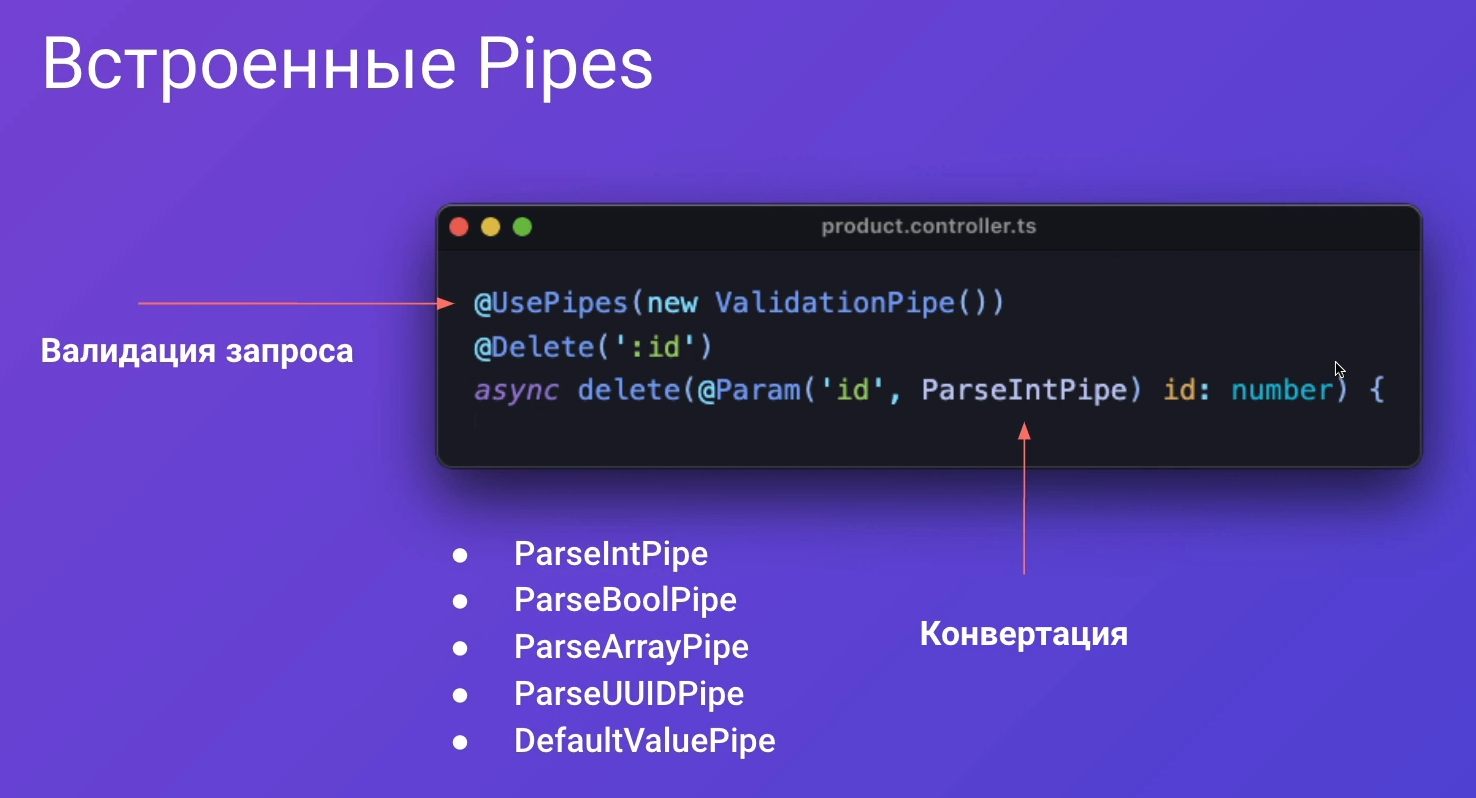 Встроенные Pipes
product.controller.ts
@UsePipes(new ValidationPipe())
@Delete(':id')
async delete(@Param('id', ParseIntPipe) id: number) {
Валидация запроса
● ParseIntPipe
● ParseBoolPipe
● ParseArrayPipe
● ParseUUIDPipe
● DefaultValuePipe
Конвертация